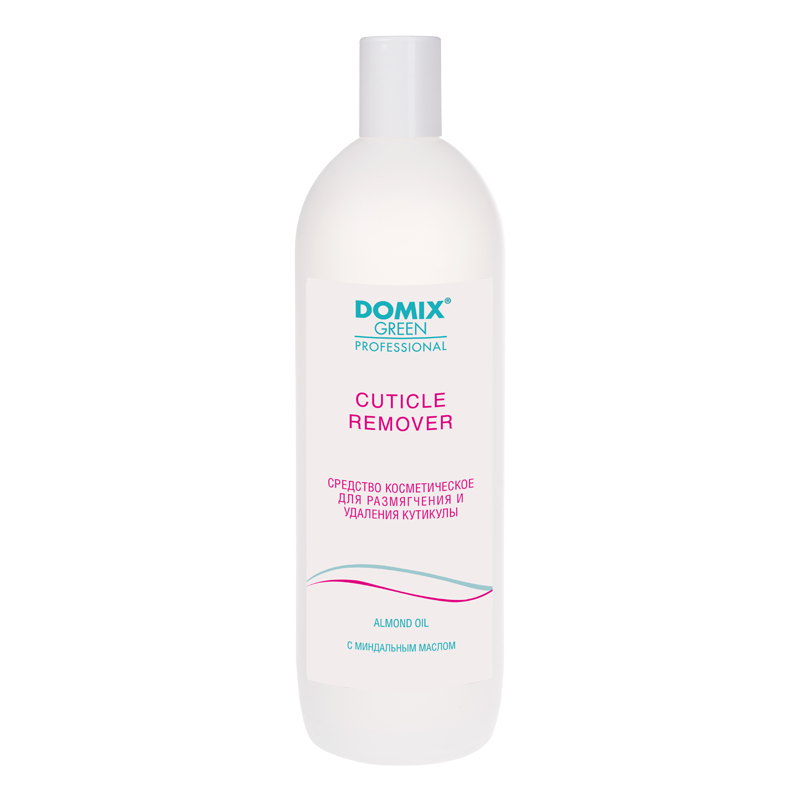 DOMIX®
GREEN
PROFESSIONAL
CUTICLE
REMOVER
СРЕДСТВО КОСМЕТИЧЕСКОЕ
ДЛЯ РАЗМЯГЧЕНИЯ И
УДАЛЕНИЯ КУТИКУЛЫ
ALMOND OIL
С МИНДАЛЬНЫМ МАСЛОМ